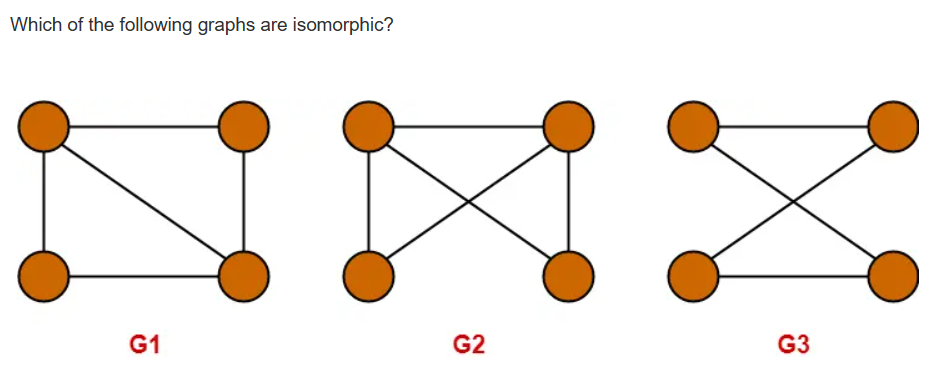 Which of the following graphs are isomorphic?
G1 G2 G3